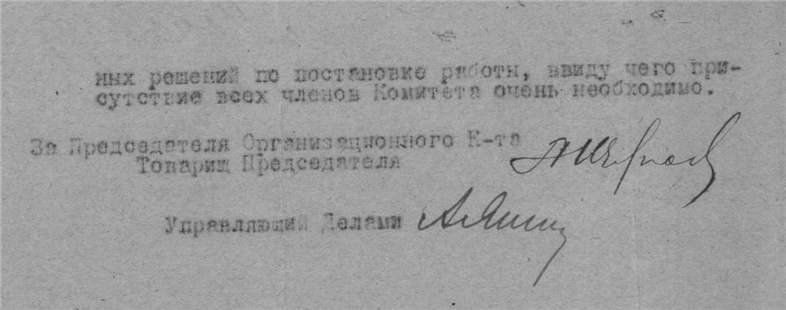 ных решений по постановке работы, ввиду чего при-
сутствие всех членов Комитета очень необходимо.
За Председателя Организационного К-та
Товарищ Председателя
Управляющий Делами